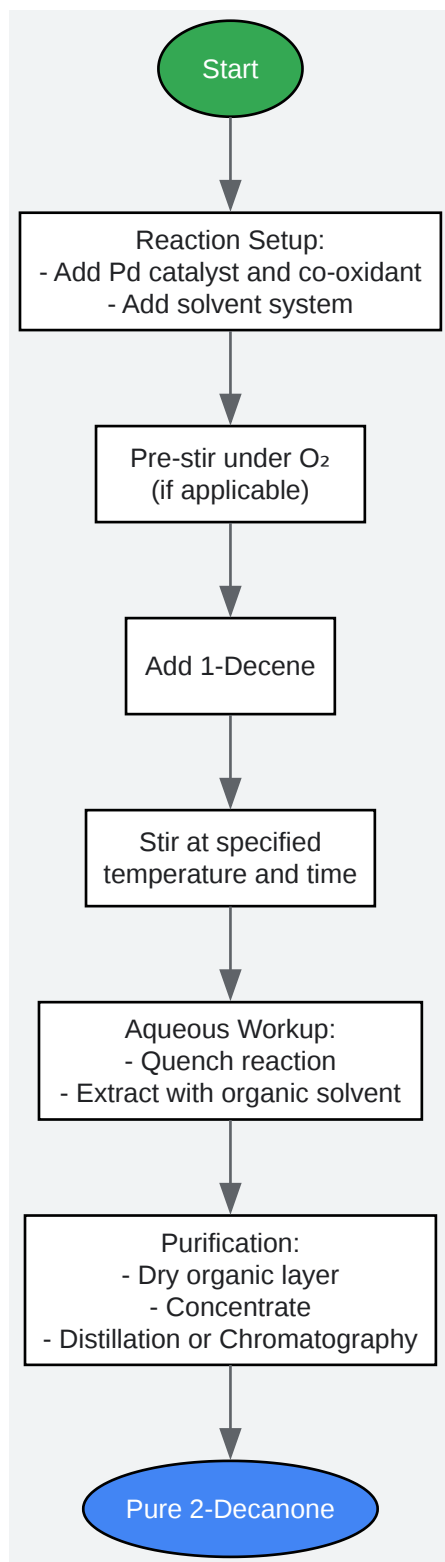 Start
Reaction Setup:
- Add Pd catalyst and co-oxidant
- Add solvent system
Pre-stir under O₂
(if applicable)
Add 1-Decene
Stir at specified
temperature and time
Aqueous Workup:
- Quench reaction
- Extract with organic solvent
Purification:
- Dry organic layer
- Concentrate
- Distillation or Chromatography
Pure 2-Decanone